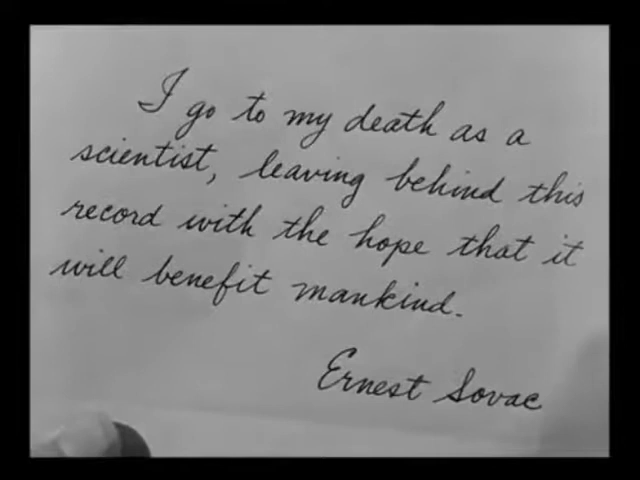 I go to my death as a
scientist, leaving behind this
record with the hope that it
will benefit mankind.
Ernest Sovac